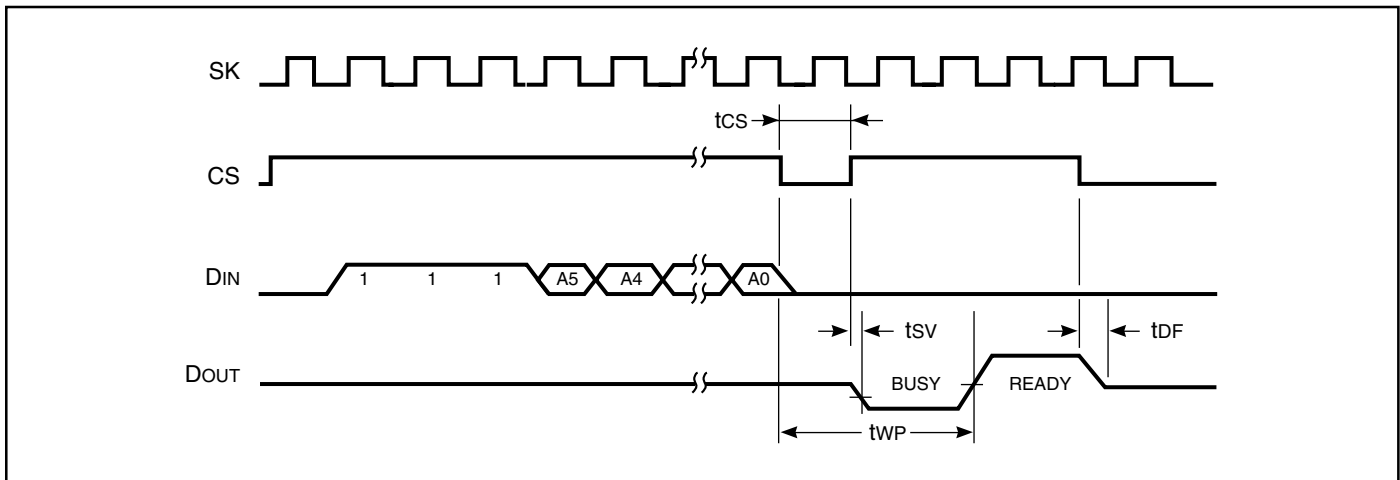 SK
tCS
CS
DIN
1 1 1 A5 A4 A0
tSV
tDF
DOUT
BUSY
READY
tWP